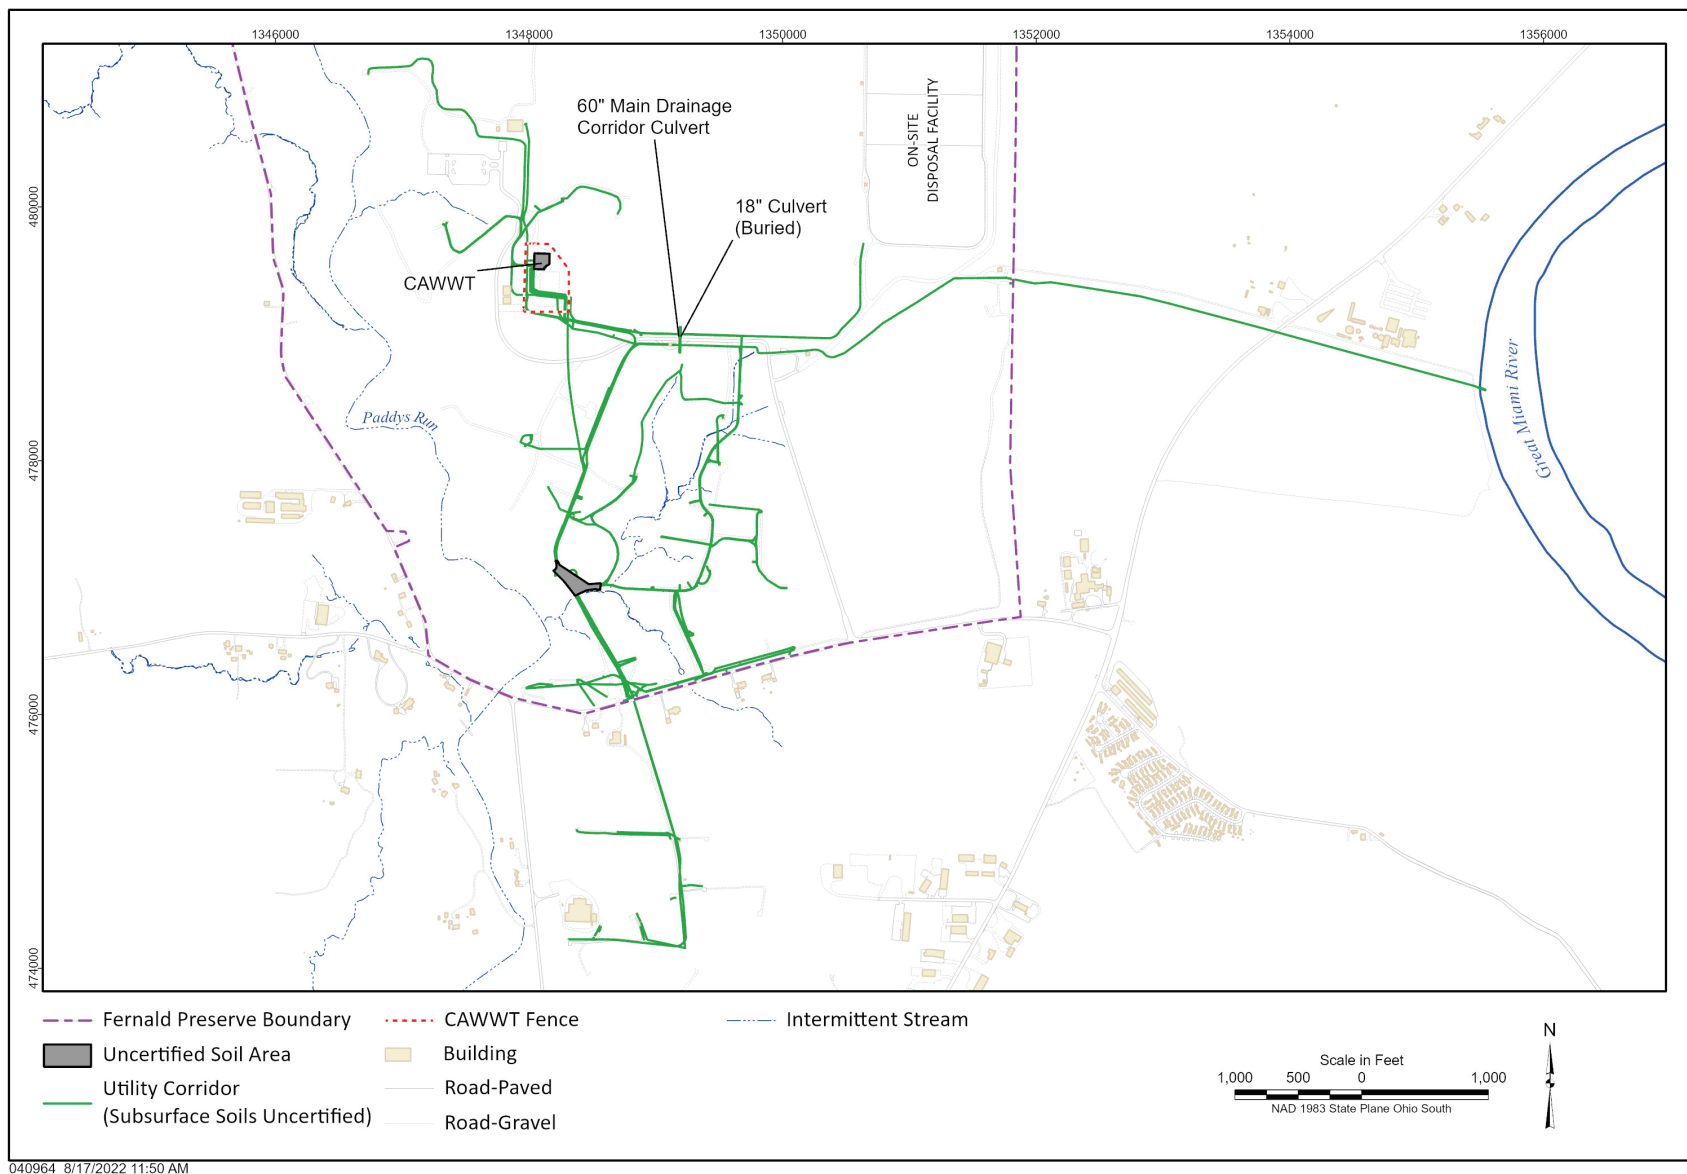 1346000
1348000
1350000
1352000
1354000
1356000
480000
478000
476000
474000
60" Main Drainage
Corridor Culvert
18" Culvert
(Buried)
ON-SITE
DISPOSAL FACILITY
CAWWT
Paddys Run
Great Miami River
Fernald Preserve Boundary
Uncertified Soil Area
Utility Corridor
(Subsurface Soils Uncertified)
CAWWT Fence
Building
Road-Paved
Road-Gravel
Intermittent Stream
Scale in Feet
1,000 500 0 1,000
NAD 1983 State Plane Ohio South
N
040964 8/17/2022 11:50 AM